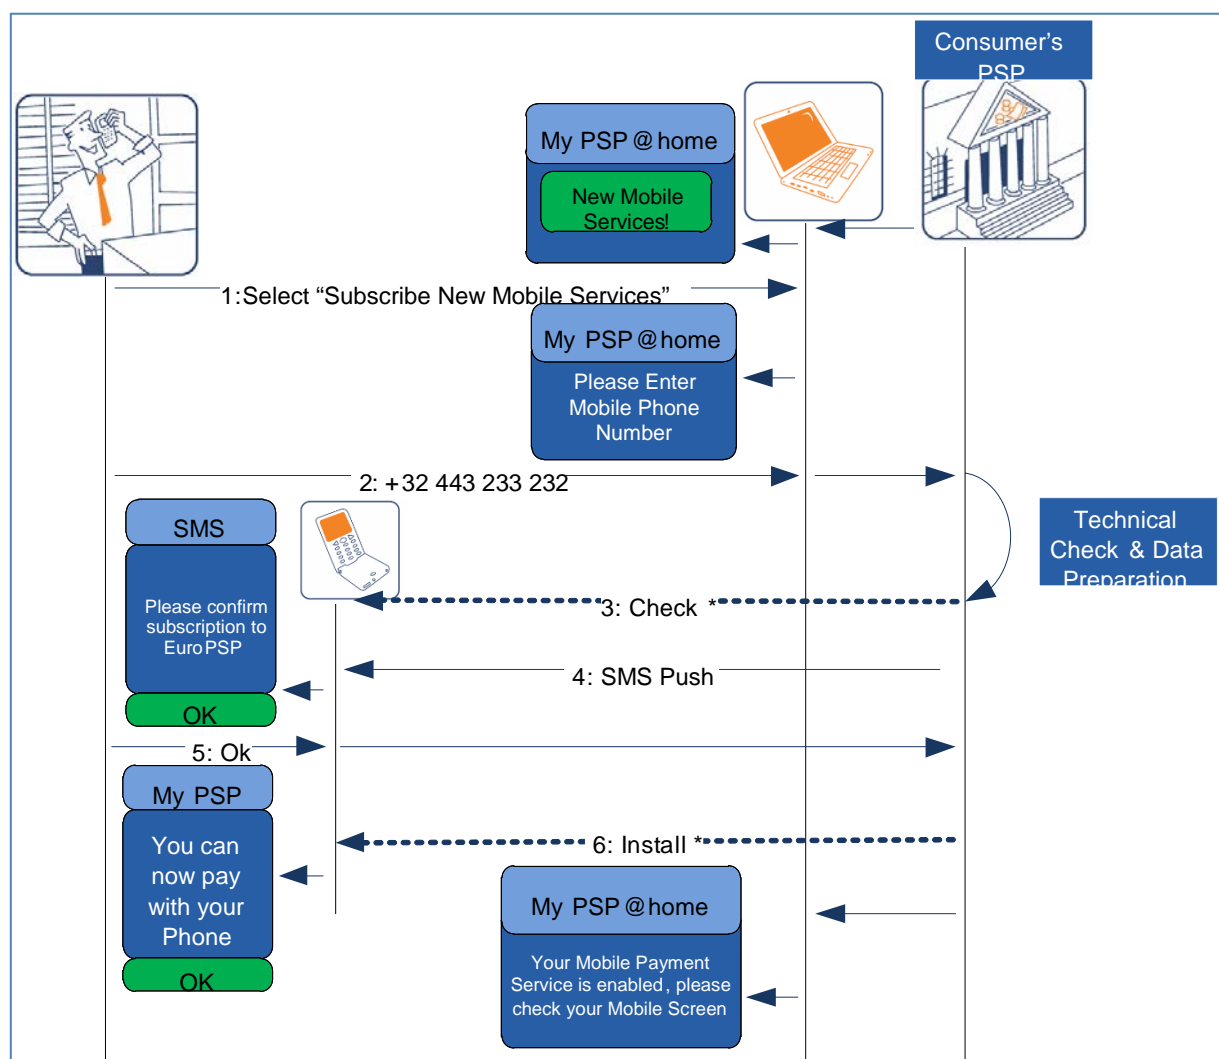 Consumer's
PSP
My PSP@home
New Mobile
Services!
1:Select “Subscribe New Mobile Services”
My PSP@home
Please Enter
Mobile Phone
Number
2: +32 443 233 232
SMS
Please confirm
subscription to
EuroPSP
OK
Technical
Check & Data
Preparation
3: Check *
4: SMS Push
5: Ok
My PSP
You can
now pay
with your
Phone
OK
6: Install *
My PSP@home
Your Mobile Payment
Service is enabled, please
check your Mobile Screen